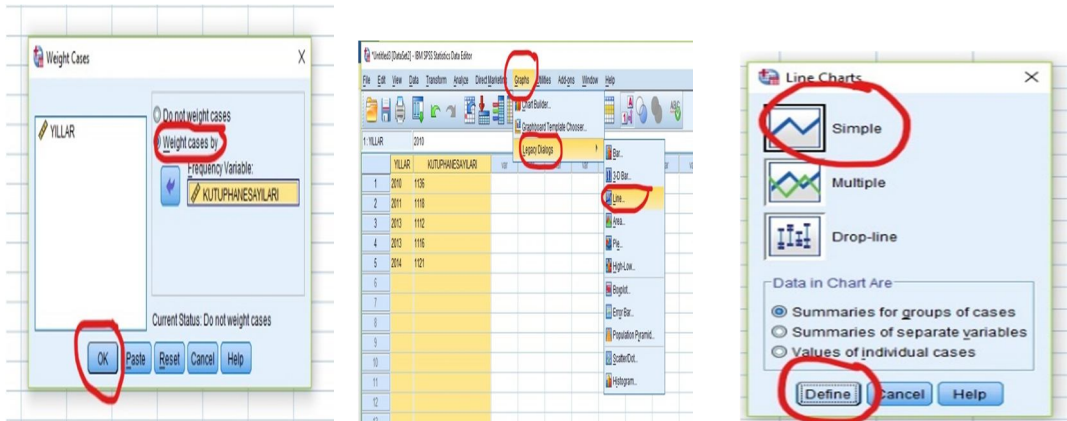 Weight Cases
YILLAR
Do not weight cases
Weight cases by
Frequency Variable:
KUTUPHANESAYILARI
Current Status: Do not weight cases
OK Paste Reset Cancel Help
*Untitled3 [DataSet2] - IBM SPSS Statistics Data Editor
File Edit View Data Transform Analyze Direct Marketing Graphs Utilities Add-ons Window Help
Chart Builder...
Graphboard Template Chooser...
Legacy Dialogs
1: YILLAR 2010
YILLAR KUTUPHANESAYILARI var var var
1 2010 1136
2 2011 1118
3 2013 1112
4 2013 1116
5 2014 1121
6
7
8
9
10
11
12
Bar...
3-D Bar...
Line...
Area...
Pie...
High-Low...
Boxplot...
Error Bar...
Population Pyramid...
Scatter/Dot...
Histogram...
Line Charts
Simple
Multiple
Drop-line
Data in Chart Are
Summaries for groups of cases
Summaries of separate variables
Values of individual cases
Define Cancel Help